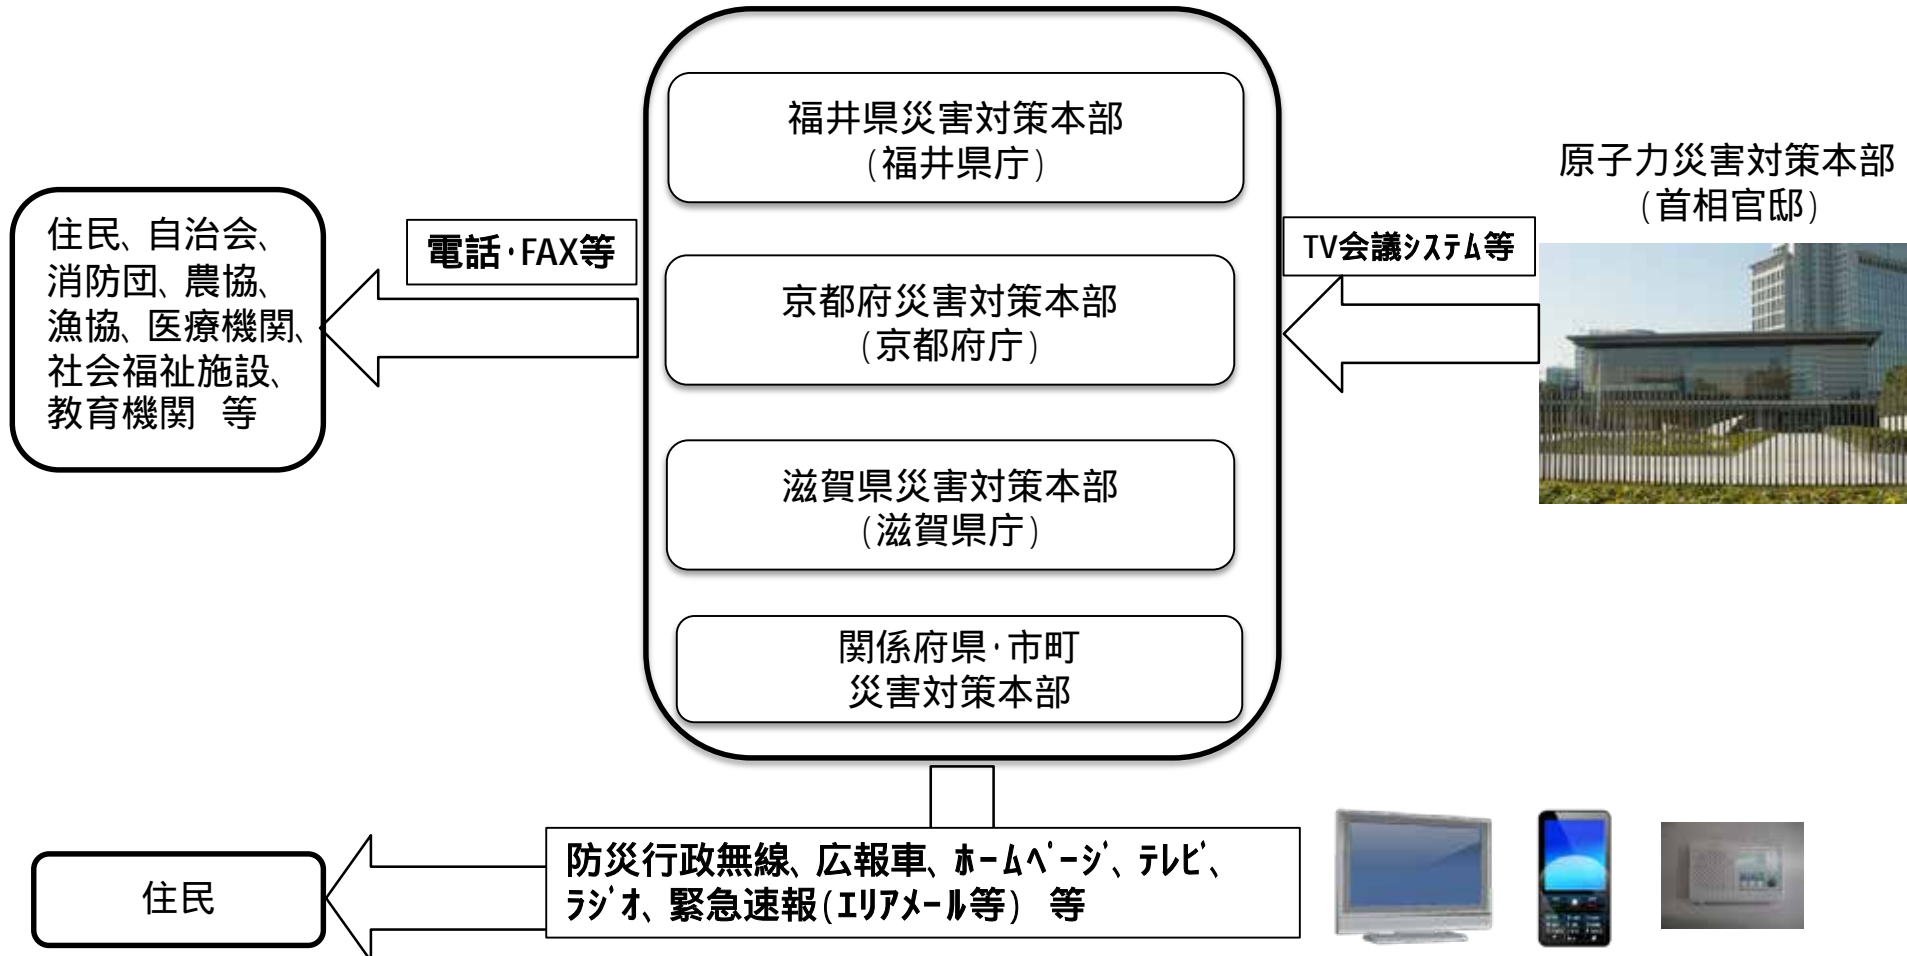 福井県災害対策本部
(福井県庁)
原子力災害対策本部
(首相官邸)
住民、自治会、
消防団、農協、
漁協、医療機関、
社会福祉施設、
教育機関 等
電話･FAX等
TV会議ｼｽﾃﾑ等
京都府災害対策本部
(京都府庁)
滋賀県災害対策本部
(滋賀県庁)
関係府県･市町
災害対策本部
住民
防災行政無線、広報車、ﾎｰﾑﾍﾟｰｼﾞ、ﾃﾚﾋﾞ、
ﾗｼﾞｵ、緊急速報(ｴﾘｱﾒｰﾙ等) 等